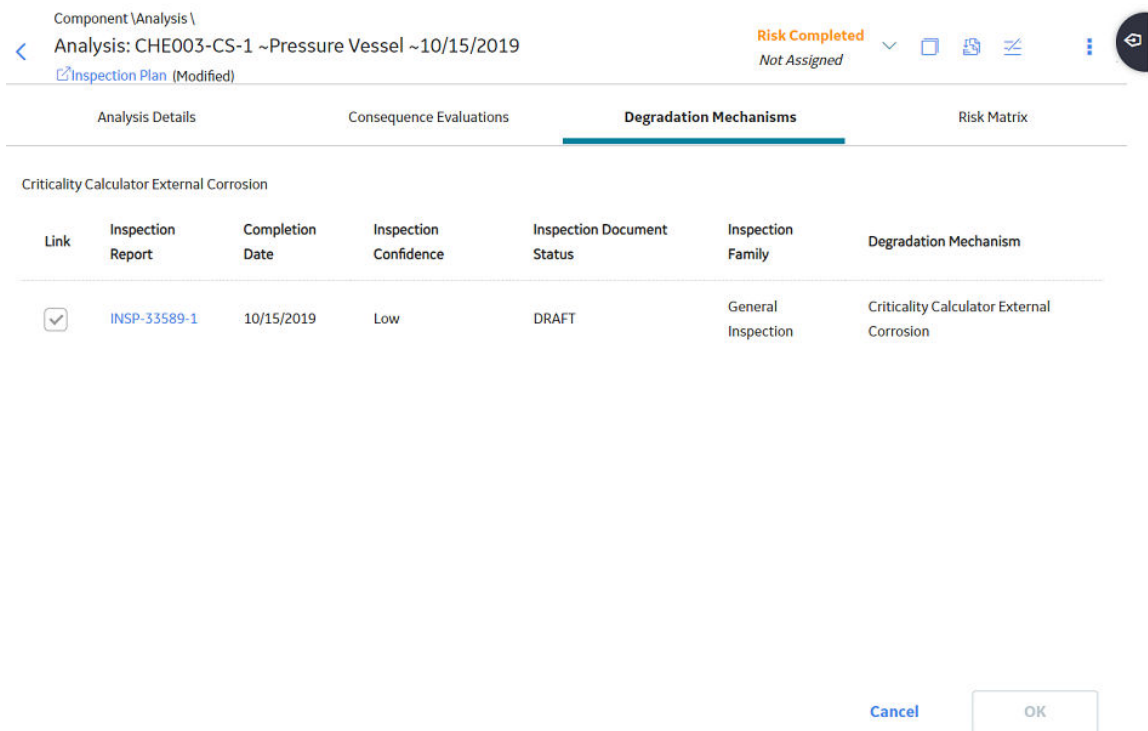 Component \Analysis \
Analysis: CHE003-CS-1 ~Pressure Vessel ~10/15/2019
Inspection Plan (Modified)
Risk Completed
Not Assigned
Analysis Details
Consequence Evaluations
Degradation Mechanisms
Risk Matrix
Criticality Calculator External Corrosion
Link
Inspection
Report
Completion
Date
Inspection
Confidence
Inspection Document
Status
Inspection
Family
Degradation Mechanism
INSP-33589-1
10/15/2019
Low
DRAFT
General
Inspection
Criticality Calculator External
Corrosion
Cancel
OK